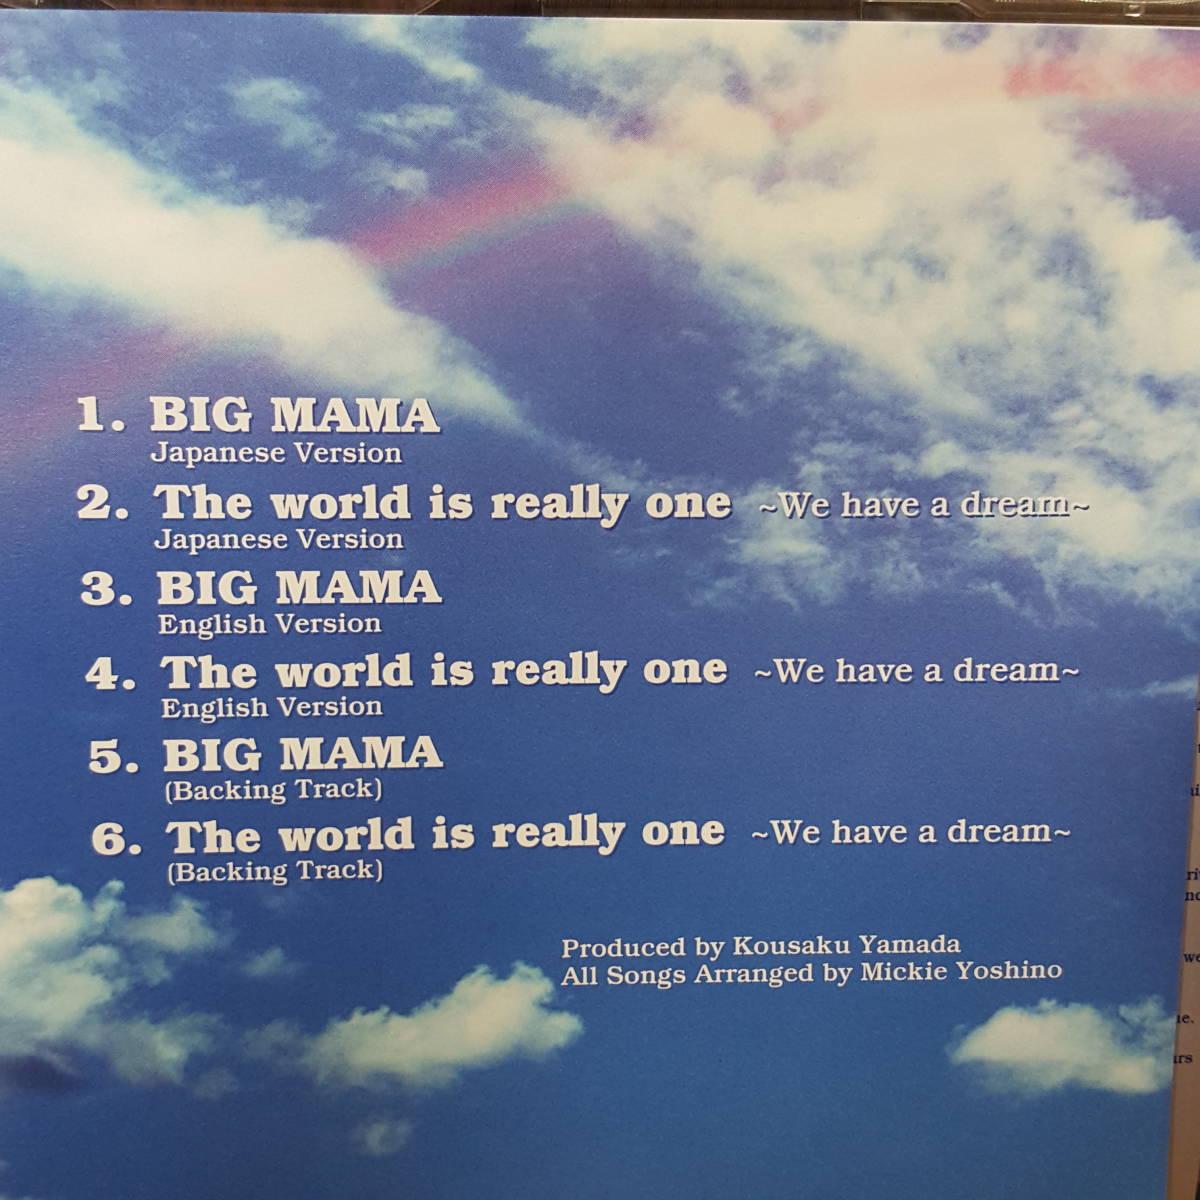 1. BIG MAMA
Japanese Version
2. The world is really one ~We have a dream~
Japanese Version
3. BIG MAMA
English Version
4. The world is really one ~We have a dream~
English Version
5. BIG MAMA
(Backing Track)
6. The world is really one ~We have a dream~
(Backing Track)
Produced by Kousaku Yamada
All Songs Arranged by Mickie Yoshino